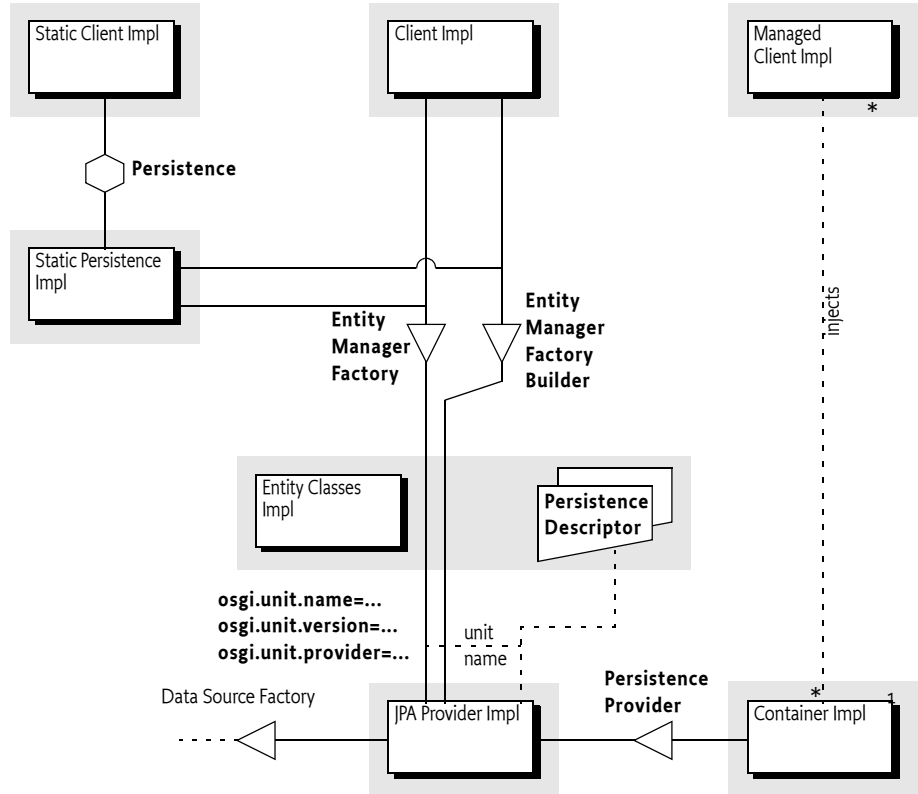 Static Client Impl
Client Impl
Managed
Client Impl
*
Persistence
Static Persistence
Impl
Entity
Manager
Factory
Entity
Manager
Factory
Builder
injects
Entity Classes
Impl
Persistence
Descriptor
osgi.unit.name=...
osgi.unit.version=...
osgi.unit.provider=...
unit
name
Persistence
Provider
Data Source Factory
JPA Provider Impl
*
1
Container Impl